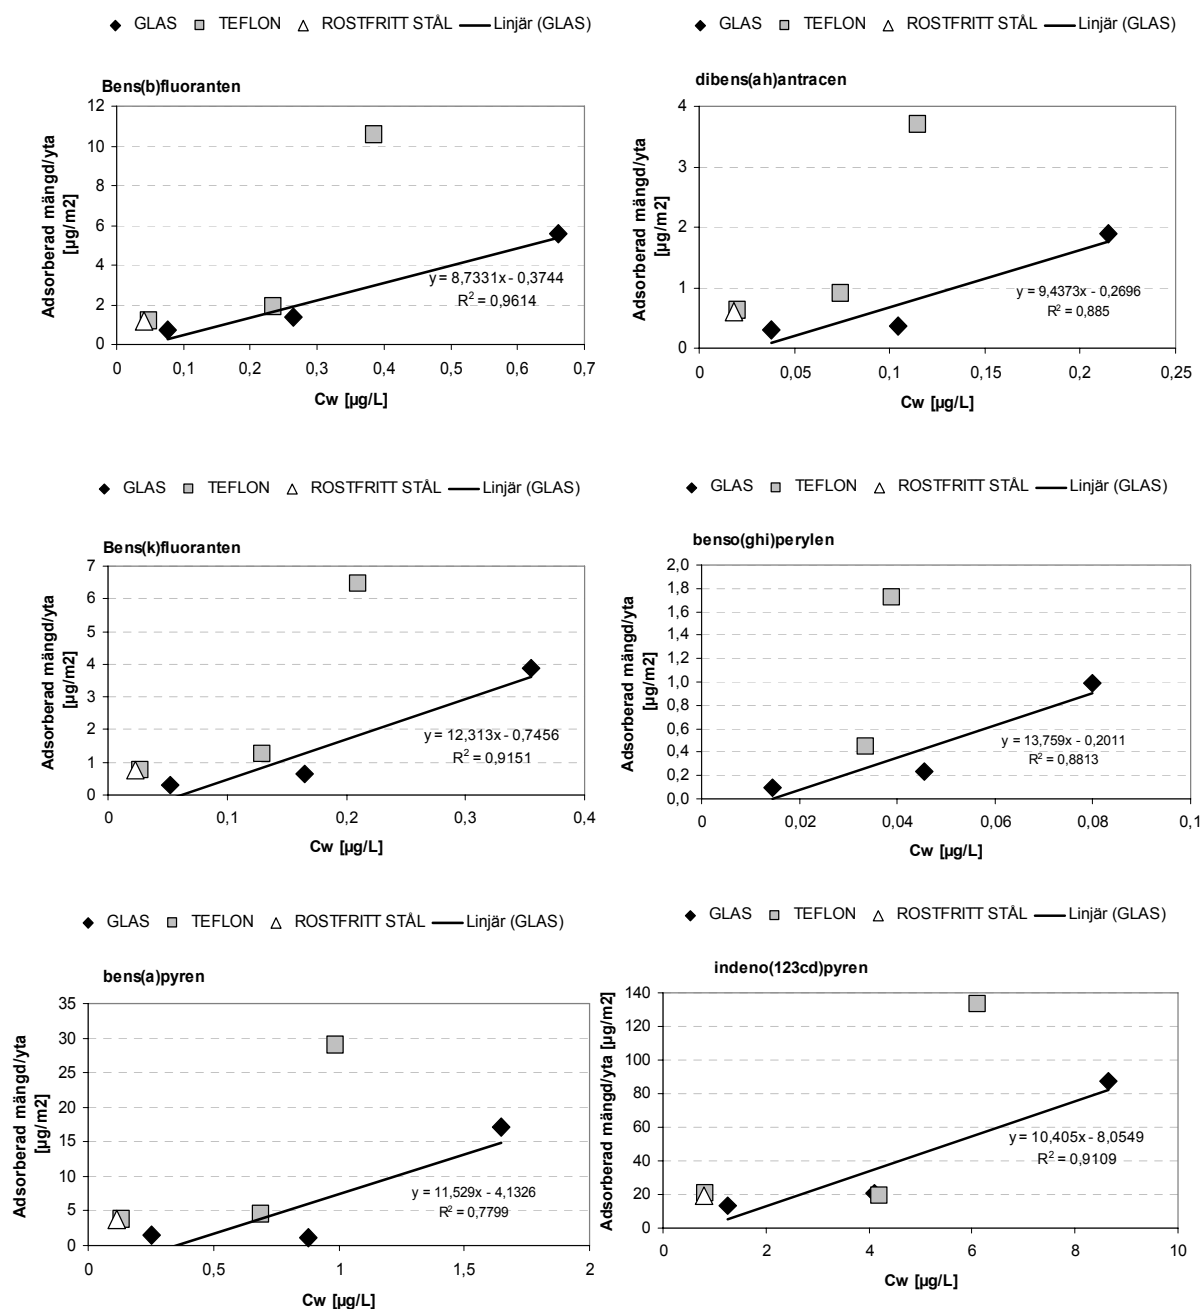 GLAS TEFLON ROSTFRITT STÅL Linjär (GLAS)
Bens(b)fluoranten
Adsorberad mängd/yta
[µg/m2]
12
10
8
6
4
2
0
y = 8,7331x - 0,3744
R² = 0,9614
0 0,1 0,2 0,3 0,4 0,5 0,6 0,7
Cw [µg/L]
GLAS TEFLON ROSTFRITT STÅL Linjär (GLAS)
dibens(ah)antracen
Adsorberad mängd/yta
[µg/m2]
4
3
2
1
0
y = 9,4373x - 0,2696
R² = 0,885
0 0,05 0,1 0,15 0,2 0,25
Cw [µg/L]
GLAS TEFLON ROSTFRITT STÅL Linjär (GLAS)
Bens(k)fluoranten
Adsorberad mängd/yta
[µg/m2]
7
6
5
4
3
2
1
0
y = 12,313x - 0,7456
R² = 0,9151
0 0,1 0,2 0,3 0,4
Cw [µg/L]
GLAS TEFLON ROSTFRITT STÅL Linjär (GLAS)
benso(ghi)perylen
Adsorberad mängd/yta
[µg/m2]
2,0
1,8
1,6
1,4
1,2
1,0
0,8
0,6
0,4
0,2
0,0
y = 13,759x - 0,2011
R² = 0,8813
0 0,02 0,04 0,06 0,08 0,1
Cw [µg/L]
GLAS TEFLON ROSTFRITT STÅL Linjär (GLAS)
bens(a)pyren
Adsorberad mängd/yta
[µg/m2]
35
30
25
20
15
10
5
0
y = 11,529x - 4,1326
R² = 0,7799
0 0,5 1 1,5 2
Cw [µg/L]
GLAS TEFLON ROSTFRITT STÅL Linjär (GLAS)
indeno(123cd)pyren
Adsorberad mängd/yta [µg/m2]
140
120
100
80
60
40
20
0
y = 10,405x - 8,0549
R² = 0,9109
0 2 4 6 8 10
Cw [µg/L]